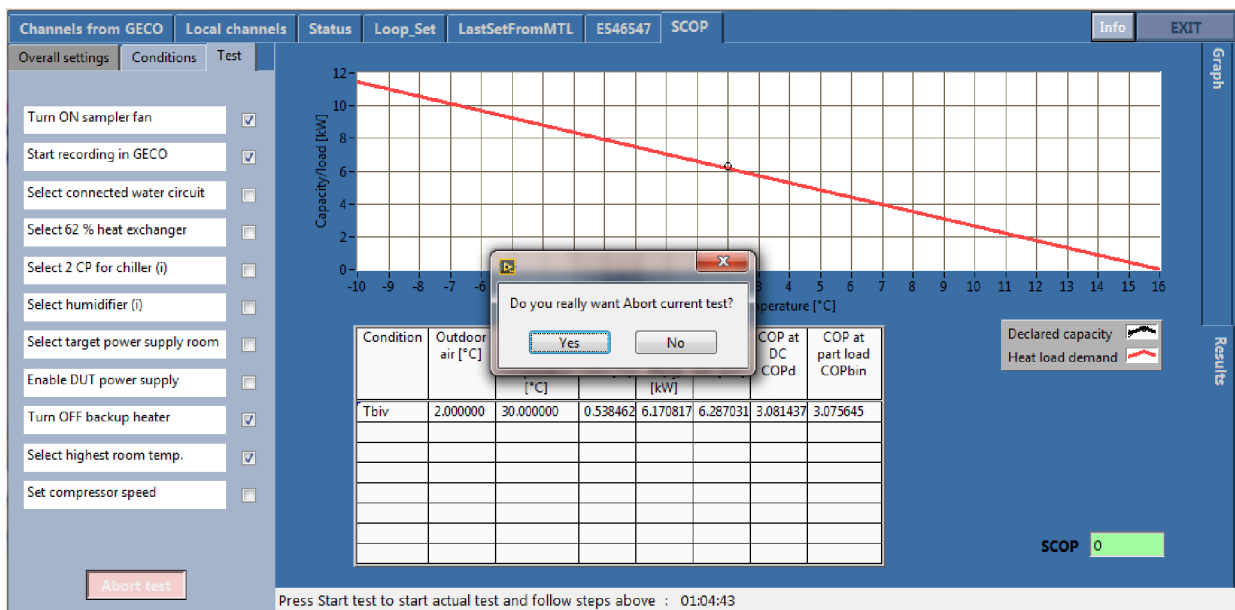 Channels from GECO Local channels Status Loop_Set LastSetFromMTL E546547 SCOP Info EXIT
Overall settings Conditions Test
Turn ON sampler fan
Start recording in GECO
Select connected water circuit
Select 62 % heat exchanger
Select 2 CP for chiller (i)
Select humidifier (i)
Select target power supply room
Enable DUT power supply
Turn OFF backup heater
Select highest room temp.
Set compressor speed
Abort test
Graph
Results
Capacity/load [kW]
12
10
8
6
4
2
0
-10 -9 -8 -7 -6 3 4 5 6 7 8 9 10 11 12 13 14 15 16
[°C]
Do you really want Abort current test?
Yes No
Declared capacity
Heat load demand
Condition Outdoor COP at COP at
air [°C] DC part load
COPd COPbin
[°C] [kW]
Tbiv 2.000000 30.000000 0.538462 6.170817 6.287031 3.081437 3.075645
SCOP 0
Press Start test to start actual test and follow steps above : 01:04:43